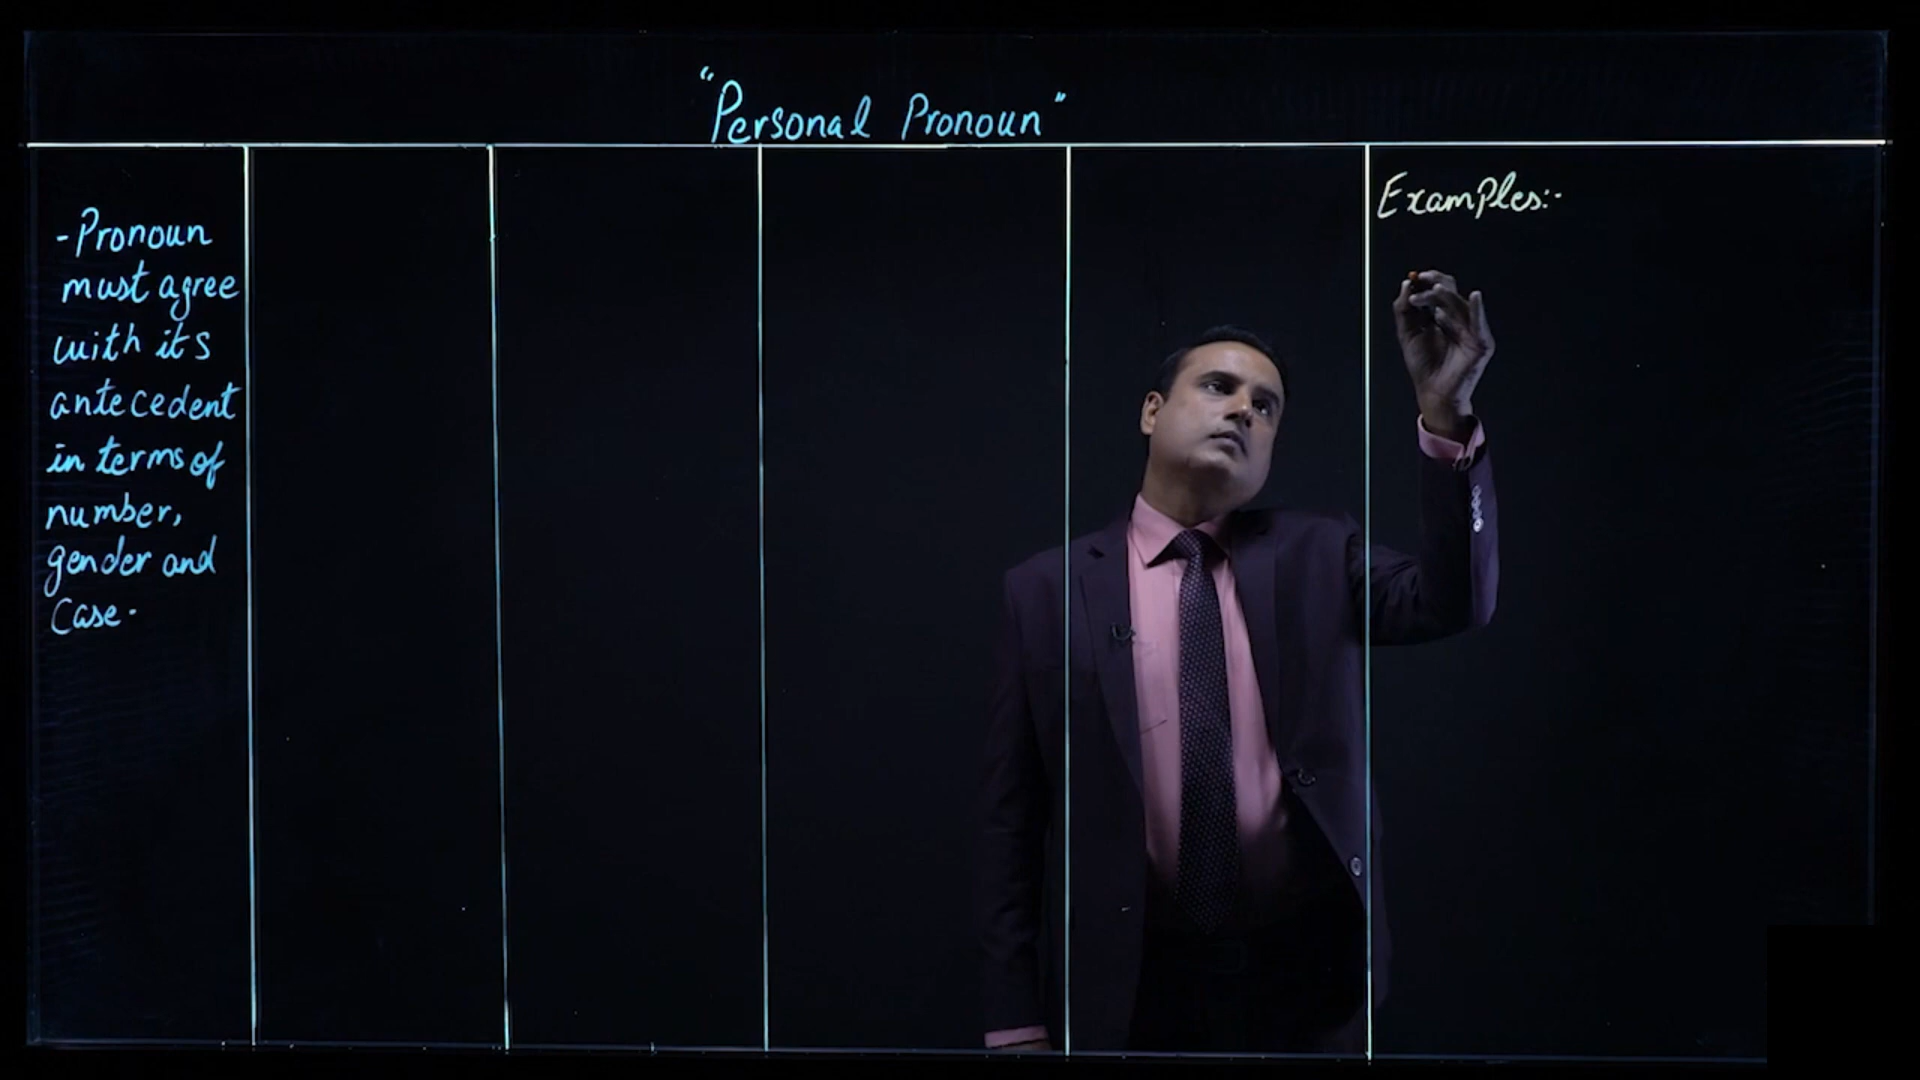 "Personal Pronoun"
- Pronoun
must agree
with its
antecedent
in terms of
number,
gender and
Case.
Examples:-